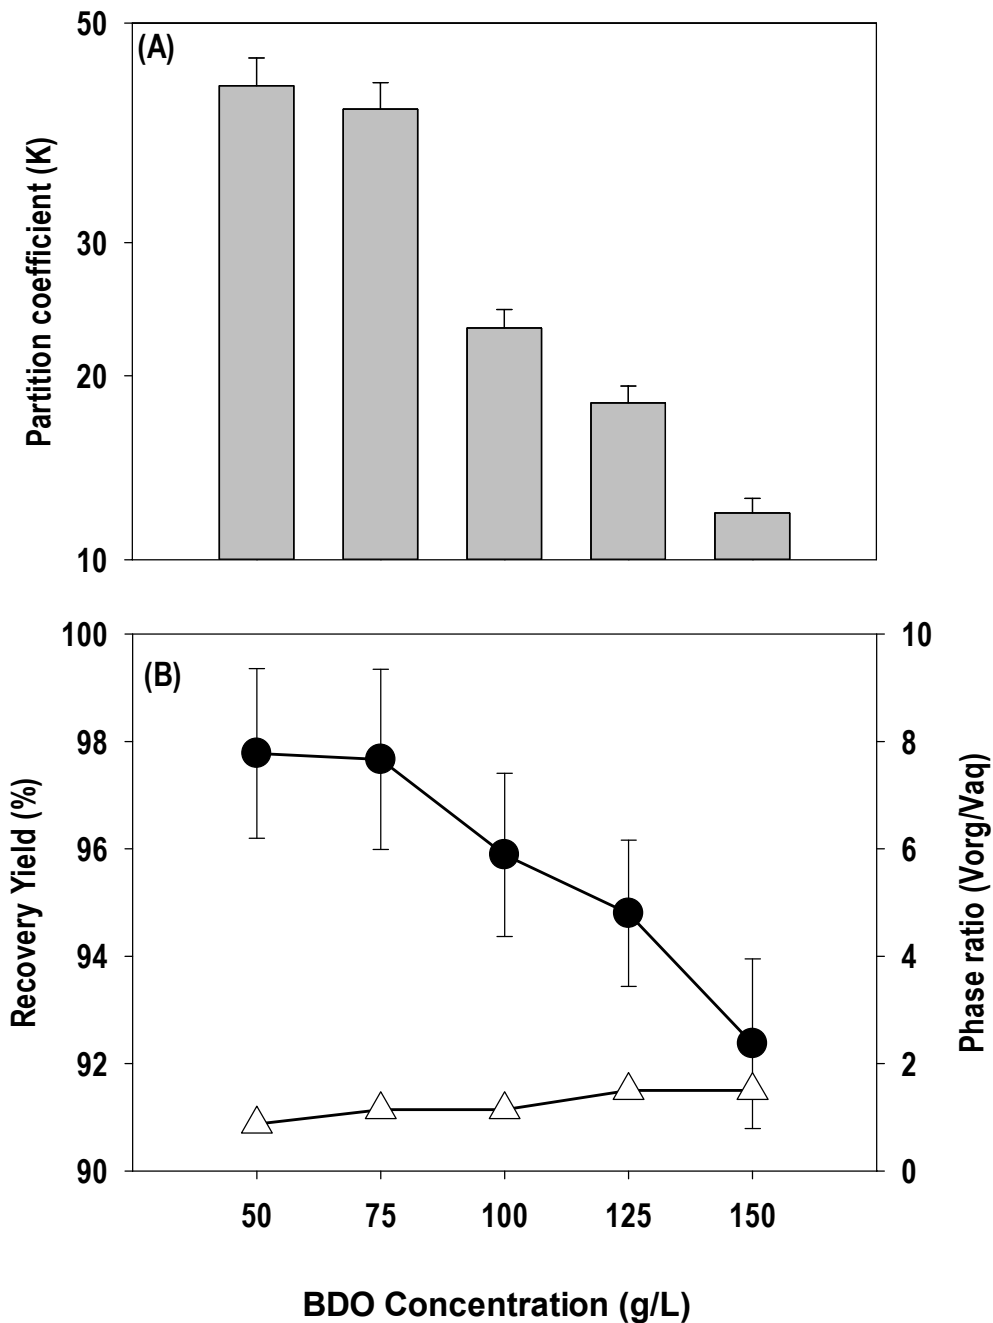 (A)
Partition coefficient (K)
50
30
20
10
(B)
Recovery Yield (%)
100
98
96
94
92
90
Phase ratio (Vorg/Vaq)
10
8
6
4
2
0
50 75 100 125 150
BDO Concentration (g/L)